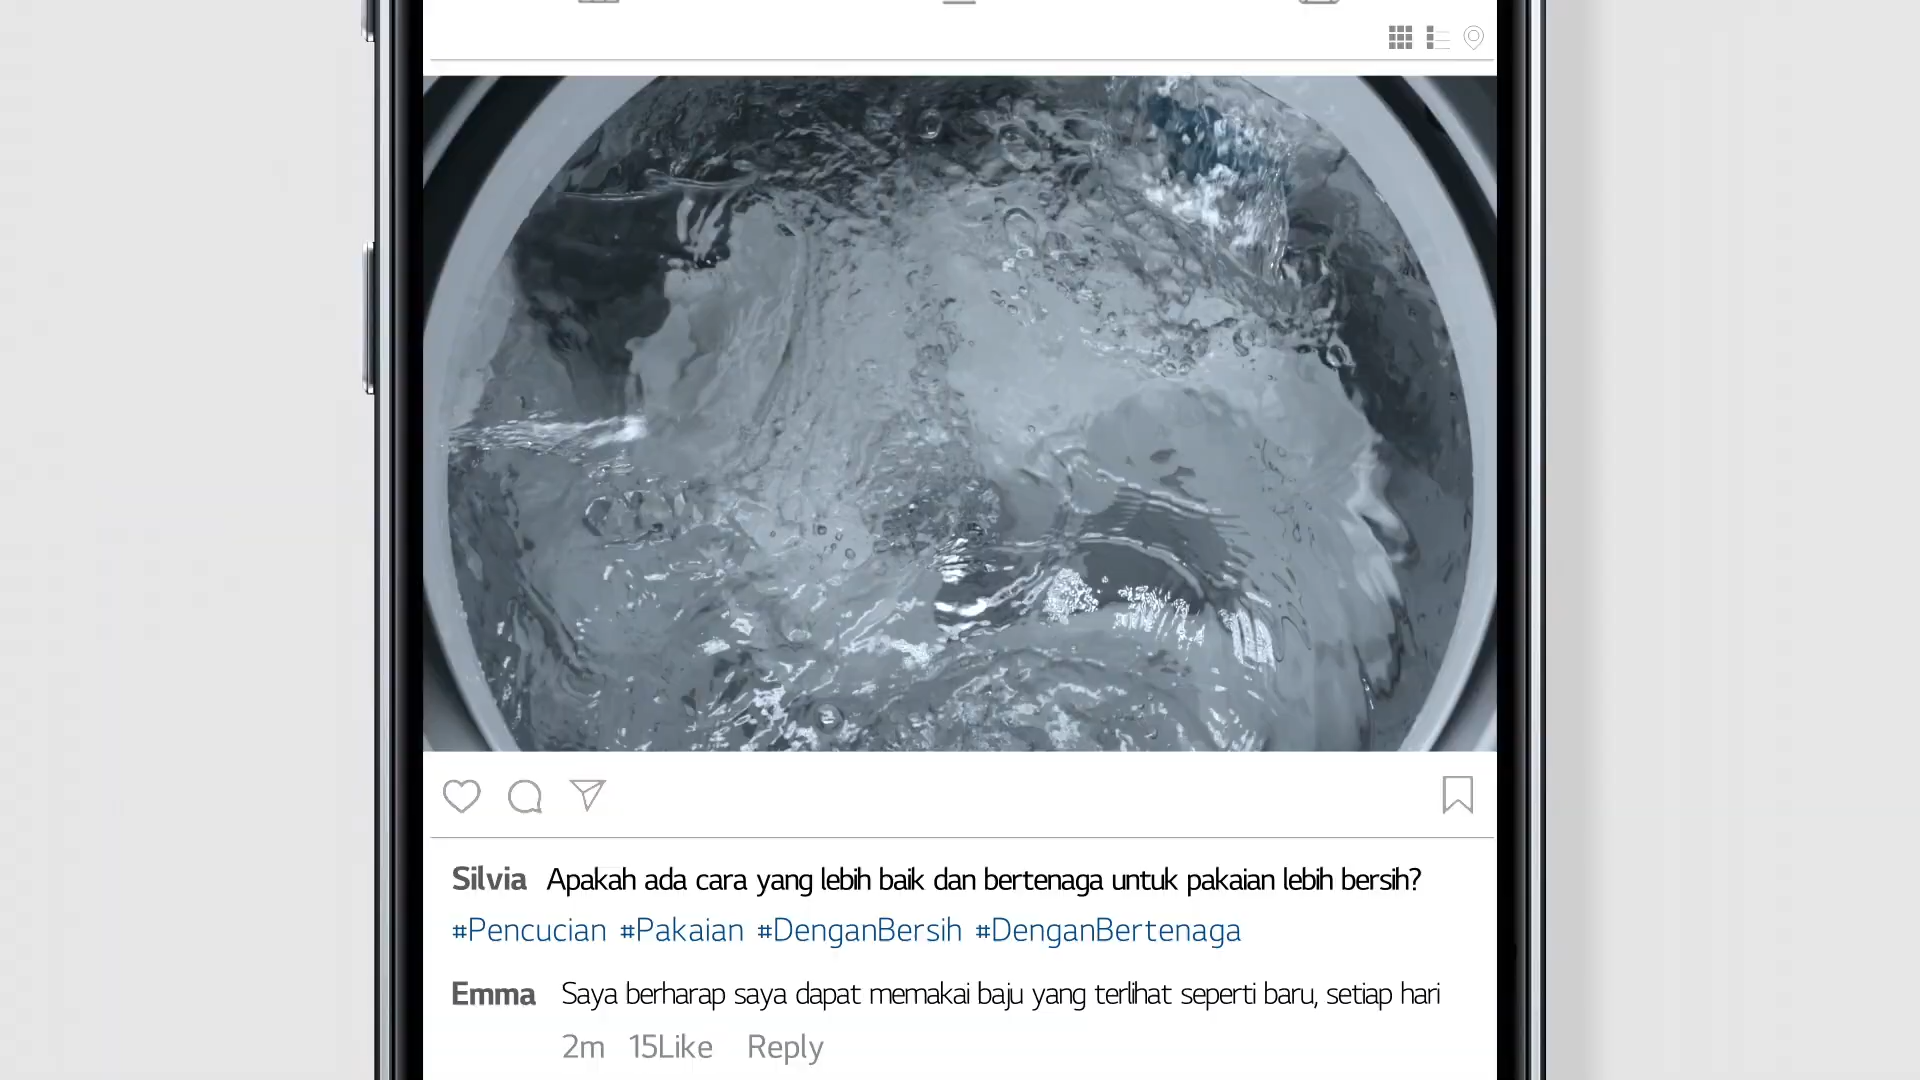 Silvia Apakah ada cara yang lebih baik dan bertenaga untuk pakaian lebih bersih?
#Pencucian #Pakaian #DenganBersih #DenganBertenaga
Emma Saya berharap saya dapat memakai baju yang terlihat seperti baru, setiap hari
2m 15Like Reply